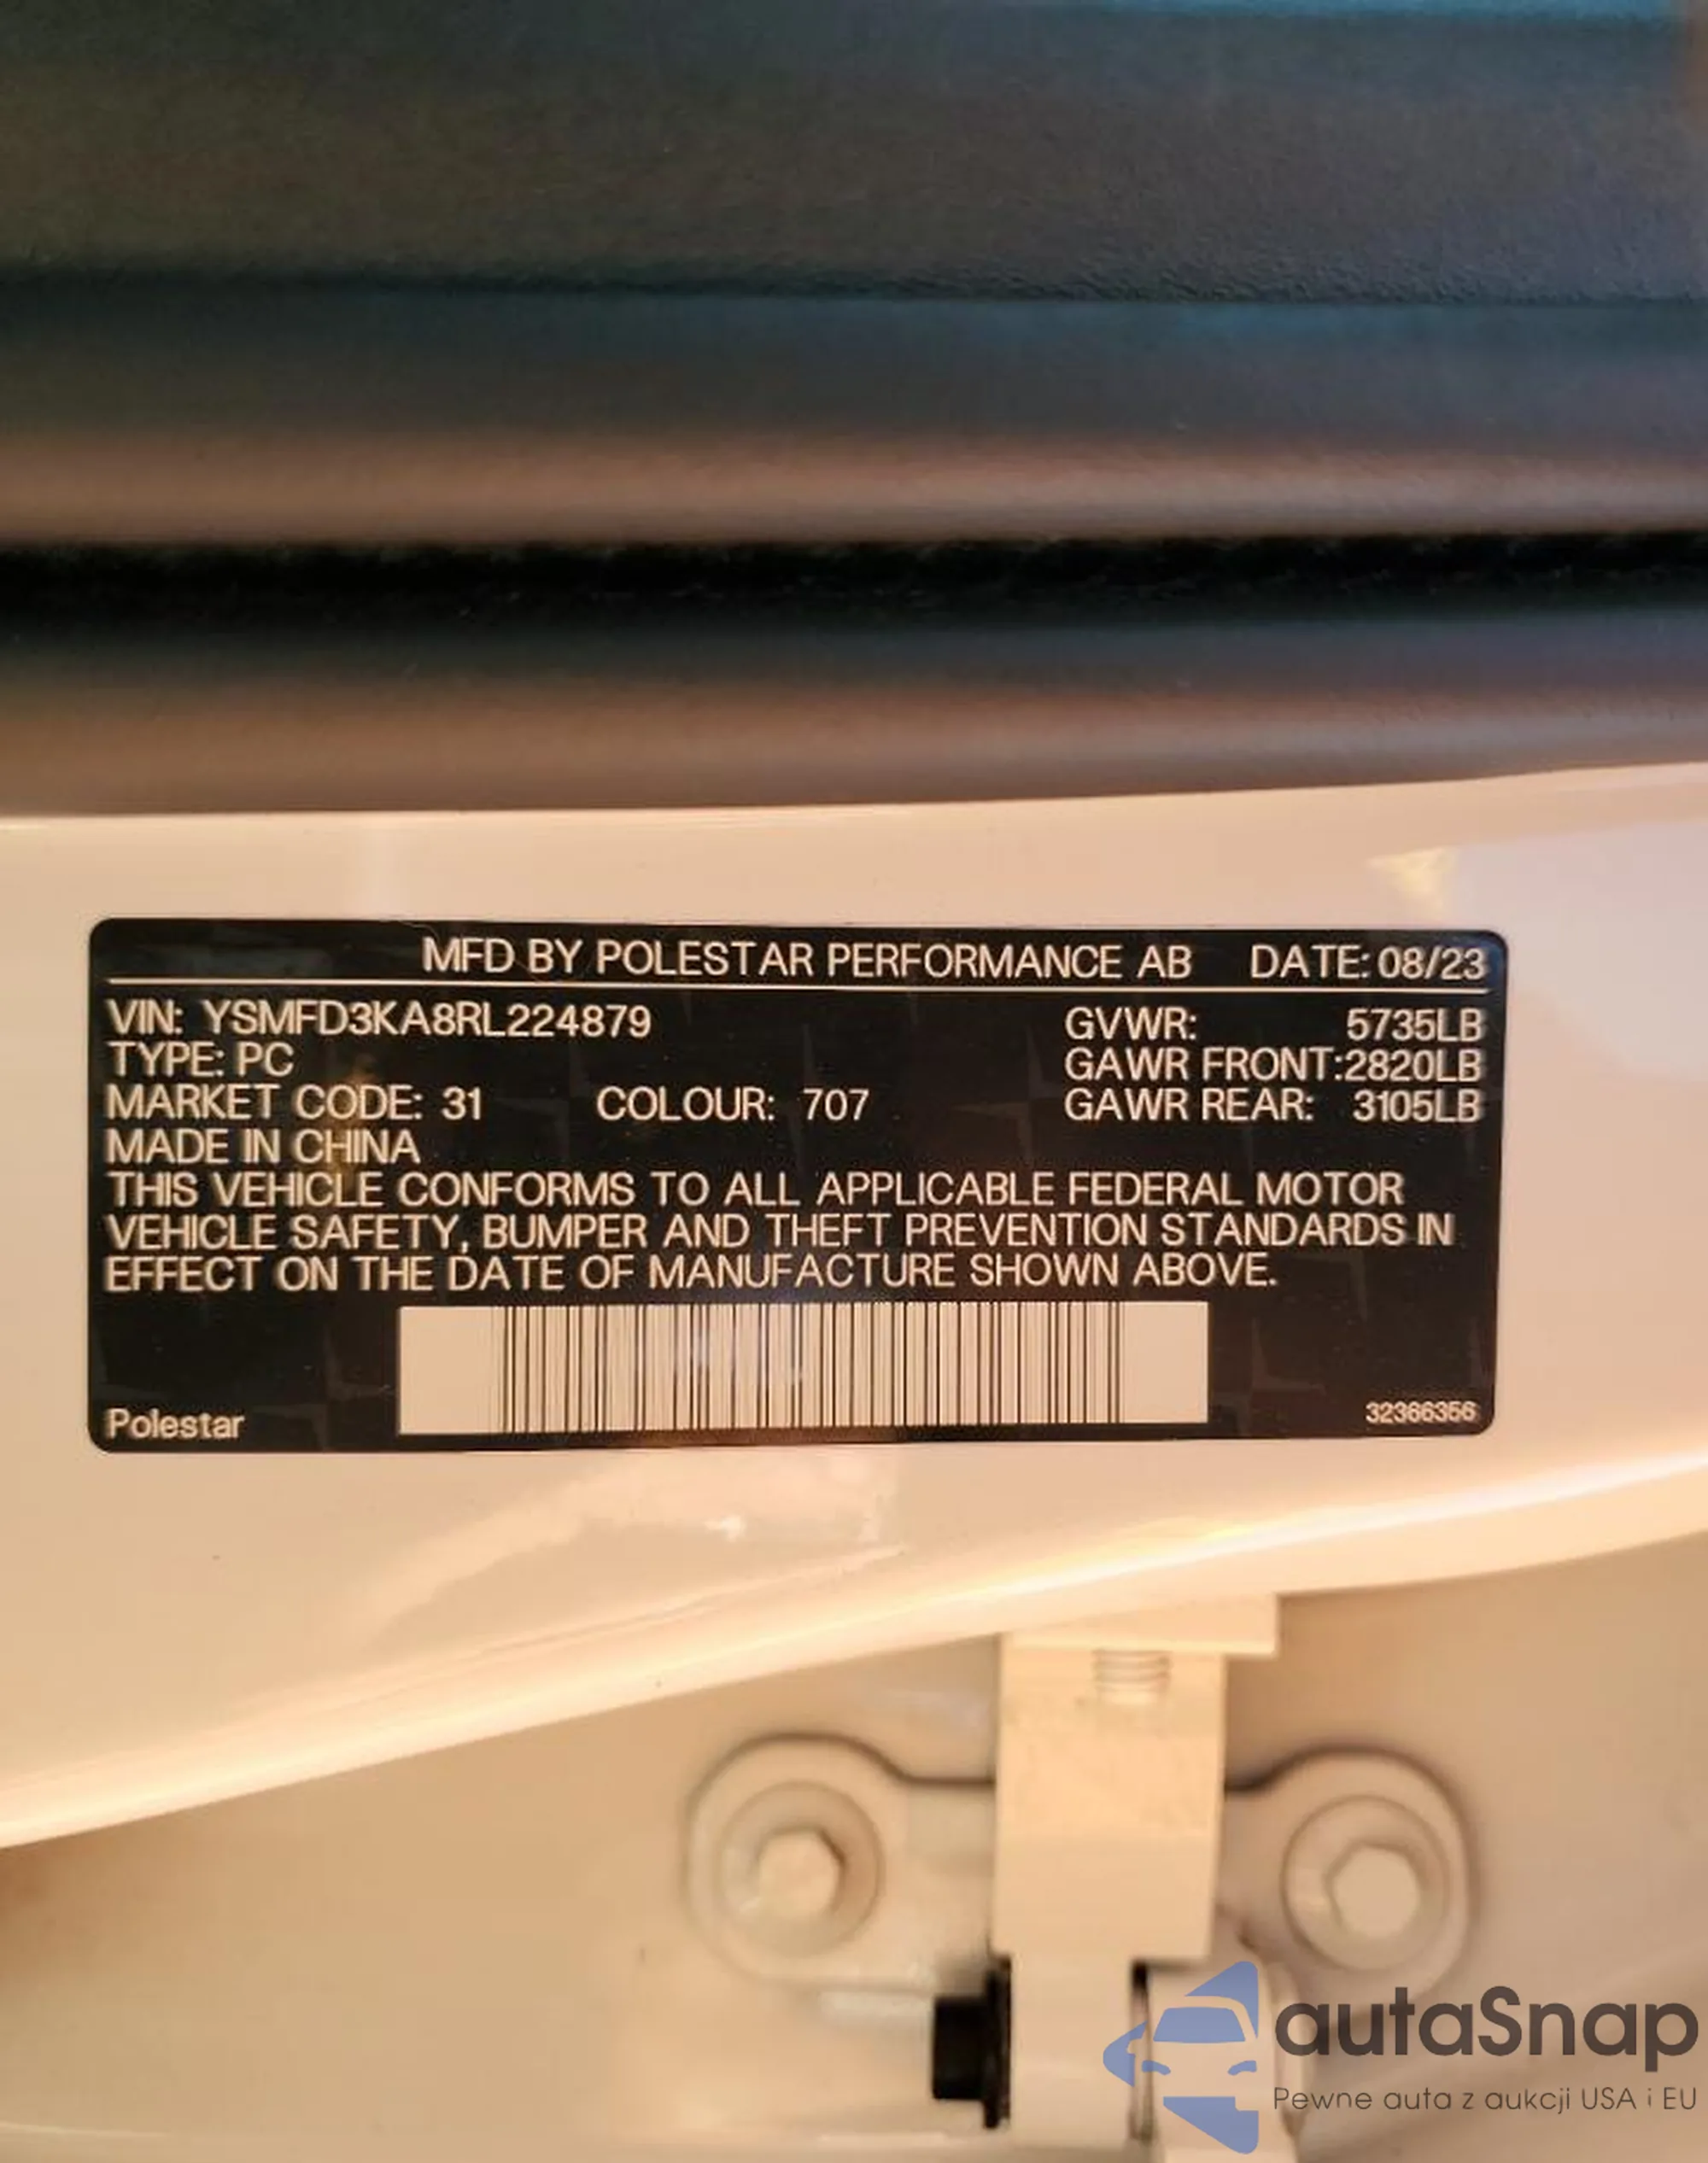 MFD BY POLESTAR PERFORMANCE AB DATE: 08/23
VIN: YSMFD3KA8RL224879 GVWR: 5735LB
TYPE: PC GAWR FRONT:2820LB
MARKET CODE: 31 COLOUR: 707 GAWR REAR: 3105LB
MADE IN CHINA
THIS VEHICLE CONFORMS TO ALL APPLICABLE FEDERAL MOTOR
VEHICLE SAFETY, BUMPER AND THEFT PREVENTION STANDARDS IN
EFFECT ON THE DATE OF MANUFACTURE SHOWN ABOVE.
Polestar 32366356
autaSnap
Pewne auta z aukcji USA i EU